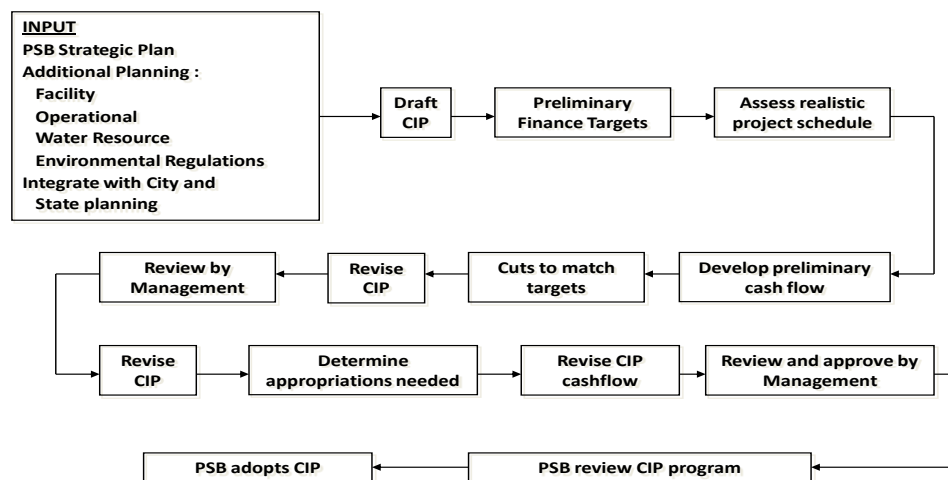 INPUT
PSB Strategic Plan
Additional Planning :
Facility
Operational
Water Resource
Environmental Regulations
Integrate with City and
State planning
Draft
CIP
Preliminary
Finance Targets
Assess realistic
project schedule
Develop preliminary
cash flow
Cuts to match
targets
Revise
CIP
Review by
Management
Revise
CIP
Determine
appropriations needed
Revise CIP
cashflow
Review and approve by
Management
PSB review CIP program
PSB adopts CIP